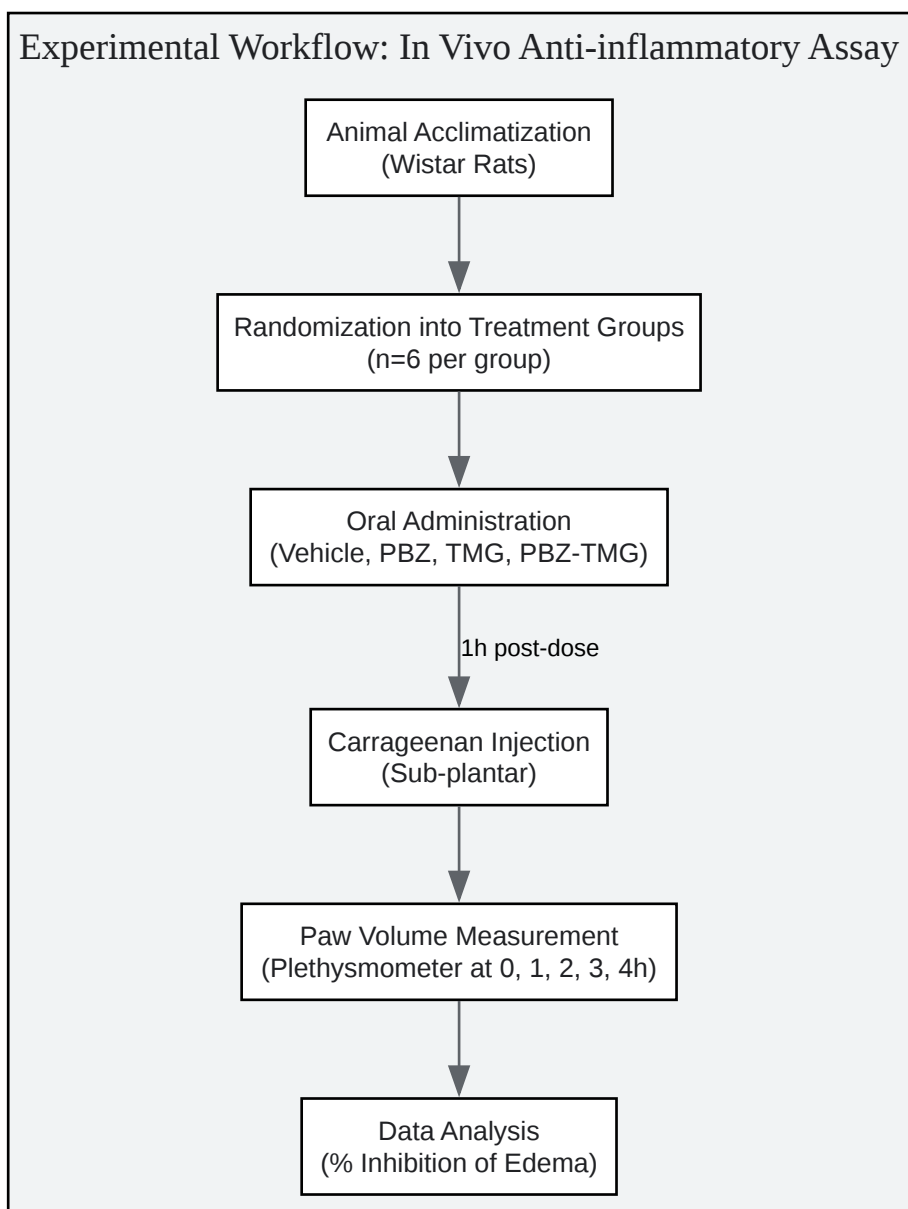 Experimental Workflow: In Vivo Anti-inflammatory Assay
Animal Acclimatization
(Wistar Rats)
Randomization into Treatment Groups
(n=6 per group)
Oral Administration
(Vehicle, PBZ, TMG, PBZ-TMG)
1h post-dose
Carrageenan Injection
(Sub-plantar)
Paw Volume Measurement
(Plethysmometer at 0, 1, 2, 3, 4h)
Data Analysis
(% Inhibition of Edema)